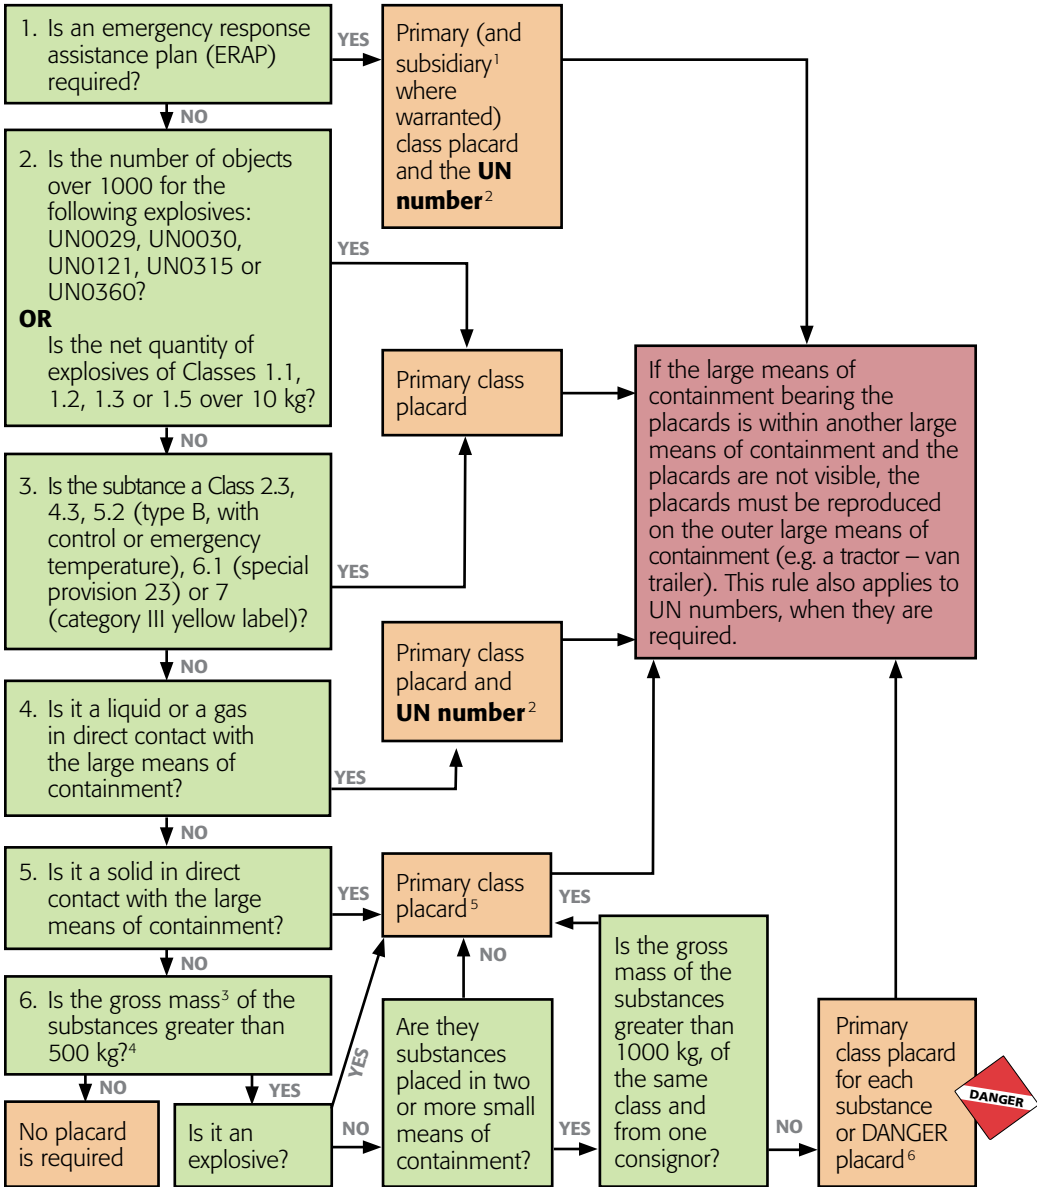 1. Is an emergency response
assistance plan (ERAP)
required?
YES
Primary (and
subsidiary¹
where
warranted)
class placard
and the UN
number²
NO
2. Is the number of objects
over 1000 for the
following explosives:
UN0029, UN0030,
UN0121, UN0315 or
UN0360?
OR
Is the net quantity of
explosives of Classes 1.1,
1.2, 1.3 or 1.5 over 10 kg?
YES
Primary class
placard
If the large means of
containment bearing the
placards is within another large
means of containment and the
placards are not visible, the
placards must be reproduced
on the outer large means of
containment (e.g. a tractor – van
trailer). This rule also applies to
UN numbers, when they are
required.
NO
3. Is the subtance a Class 2.3,
4.3, 5.2 (type B, with
control or emergency
temperature), 6.1 (special
provision 23) or 7
(category III yellow label)?
YES
NO
Primary class
placard and
UN number²
4. Is it a liquid or a gas
in direct contact with
the large means of
containment?
YES
NO
5. Is it a solid in direct
contact with the large
means of containment?
YES
Primary class
placard⁵
YES
NO
NO
6. Is the gross mass³ of the
substances greater than
500 kg?⁴
NO
YES
No placard
is required
Is it an
explosive?
YES
NO
Are they
substances
placed in two
or more small
means of
containment?
YES
Is the gross
mass of the
substances
greater than
1000 kg, of
the same
class and
from one
consignor?
NO
Primary
class placard
for each
substance
or DANGER
placard⁶
DANGER